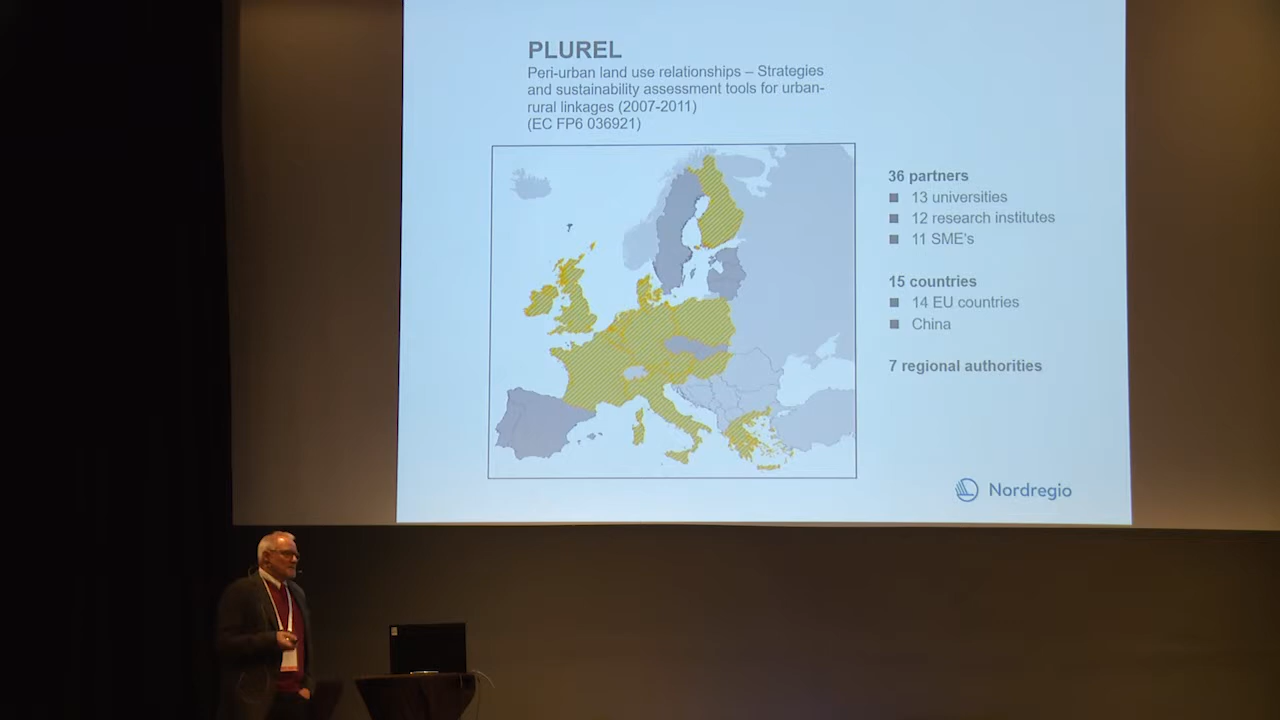 PLUREL
Peri-urban land use relationships – Strategies
and sustainability assessment tools for urban-
rural linkages (2007-2011)
(EC FP6 036921)
36 partners
13 universities
12 research institutes
11 SME's
15 countries
14 EU countries
China
7 regional authorities
Nordregio